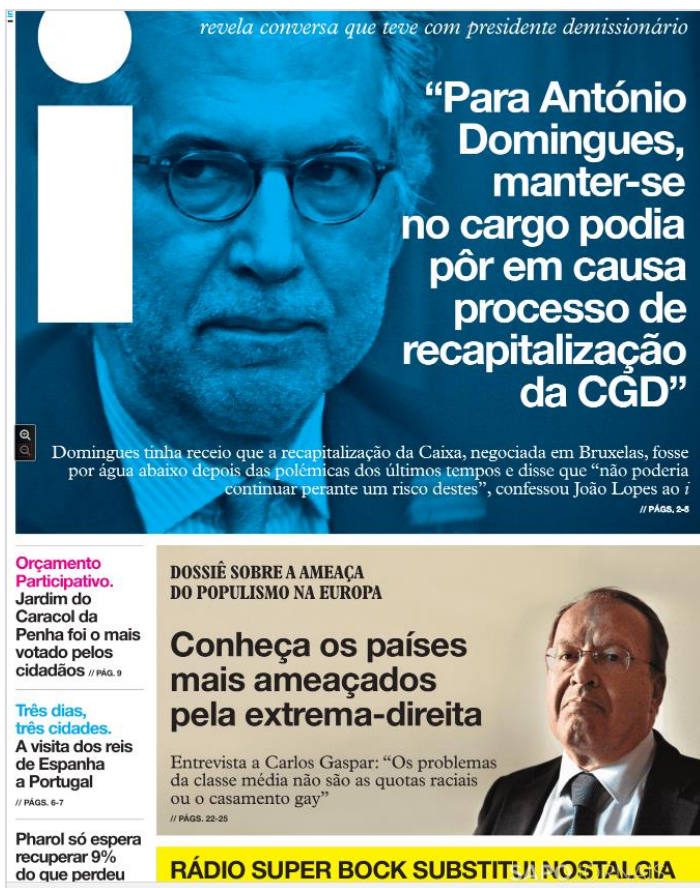 i
revela conversa que teve com presidente demissionário
“Para António
Domingues,
manter-se
no cargo podia
pôr em causa
processo de
recapitalização
da CGD”
Domingues tinha receio que a recapitalização da Caixa, negociada em Bruxelas, fosse
por água abaixo depois das polémicas dos últimos tempos e disse que “não poderia
continuar perante um risco destes”, confessou João Lopes ao i
// PÁGS. 2-5
Orçamento
Participativo.
Jardim do
Caracol da
Penha foi o mais
votado pelos
cidadãos // PÁG. 9
Três dias,
três cidades.
A visita dos reis
de Espanha
a Portugal
// PÁGS. 6-7
Pharol só espera
recuperar 9%
do que perdeu
DOSSIÊ SOBRE A AMEAÇA
DO POPULISMO NA EUROPA
Conheça os países
mais ameaçados
pela extrema-direita
Entrevista a Carlos Gaspar: “Os problemas
da classe média não são as quotas raciais
ou o casamento gay”
// PÁGS. 22-25
RÁDIO SUPER BOCK SUBSTITUI NOSTALGIA